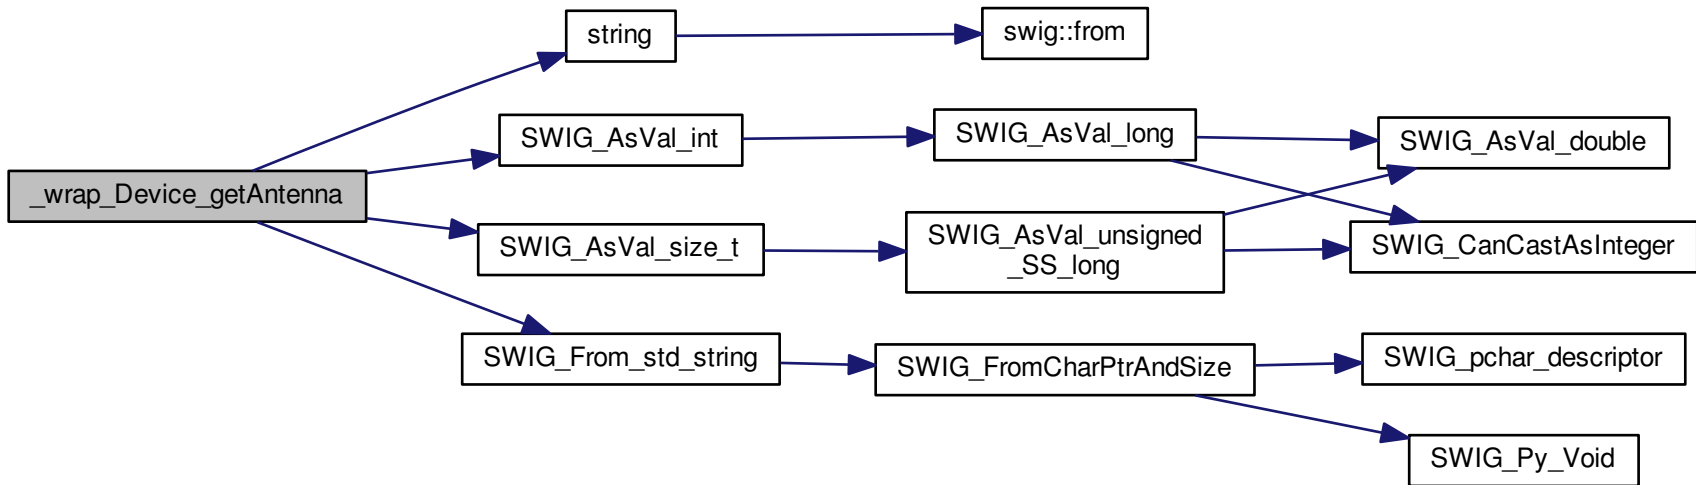 string
swig::from
SWIG_AsVal_int
SWIG_AsVal_long
SWIG_AsVal_double
_wrap_Device_getAntenna
SWIG_AsVal_size_t
SWIG_AsVal_unsigned
_SS_long
SWIG_CanCastAsInteger
SWIG_From_std_string
SWIG_FromCharPtrAndSize
SWIG_pchar_descriptor
SWIG_Py_Void